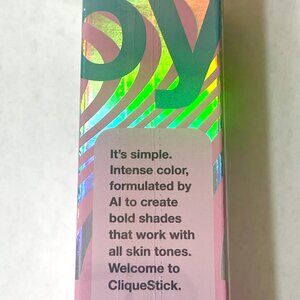 oy
It's simple.
Intense color,
formulated by
AI to create
bold shades
that work with
all skin tones.
Welcome to
CliqueStick.